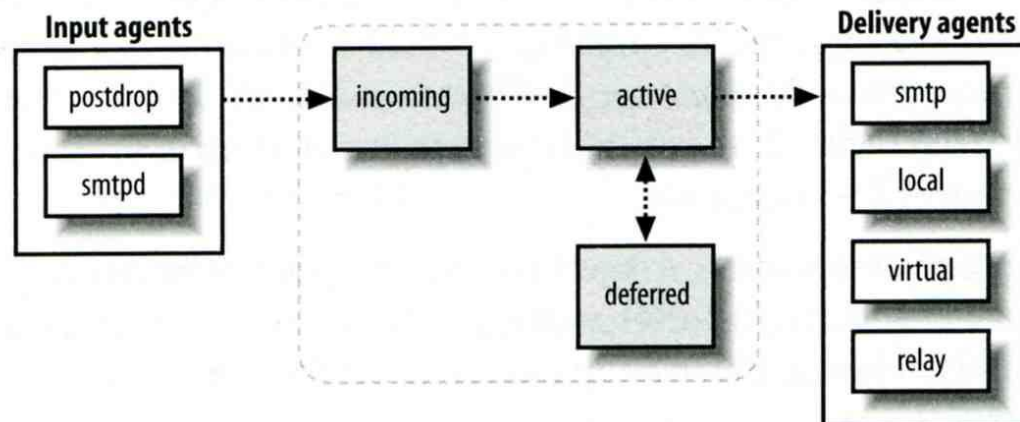 Input agents
postdrop
smtpd
incoming
active
deferred
Delivery agents
smtp
local
virtual
relay